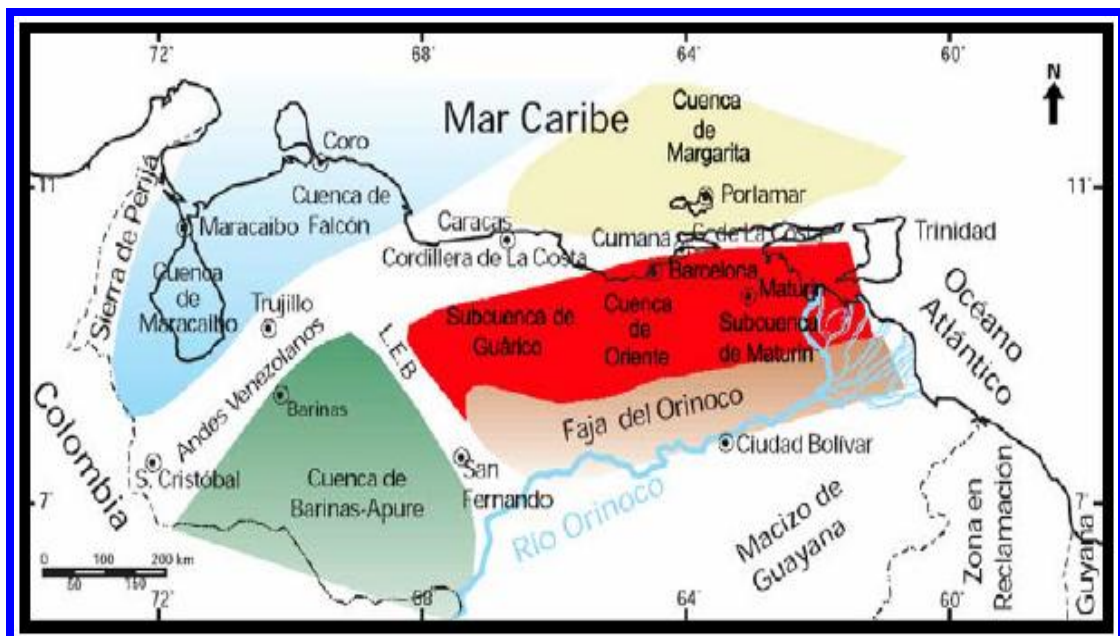 72°
68°
64°
60°
N
Mar Caribe
Cuenca
de
Margarita
Coro
11°
11°
Sierra de Perijá
Maracaibo
Cuenca de
Falcón
Porlamar
Caracas
Cumana
C. de La Costa
Trinidad
Cordillera de La Costa
Barcelona
Maturín
Océano
Atlántico
Cuenca
de
Maracaibo
Trujillo
Subcuenca de
Guárico
Cuenca
de
Oriente
Subcuenca
de Maturín
L.E.B
Andes Venezolanos
Barinas
Faja del Orinoco
Colombia
Ciudad Bolívar
S. Cristóbal
San
Fernando
Cuenca de
Barinas-Apure
Río Orinoco
Macizo de
Guayana
Zona en
Reclamación
Guyana
7°
7°
0 100 200 km
50 150
72°
68°
64°
60°